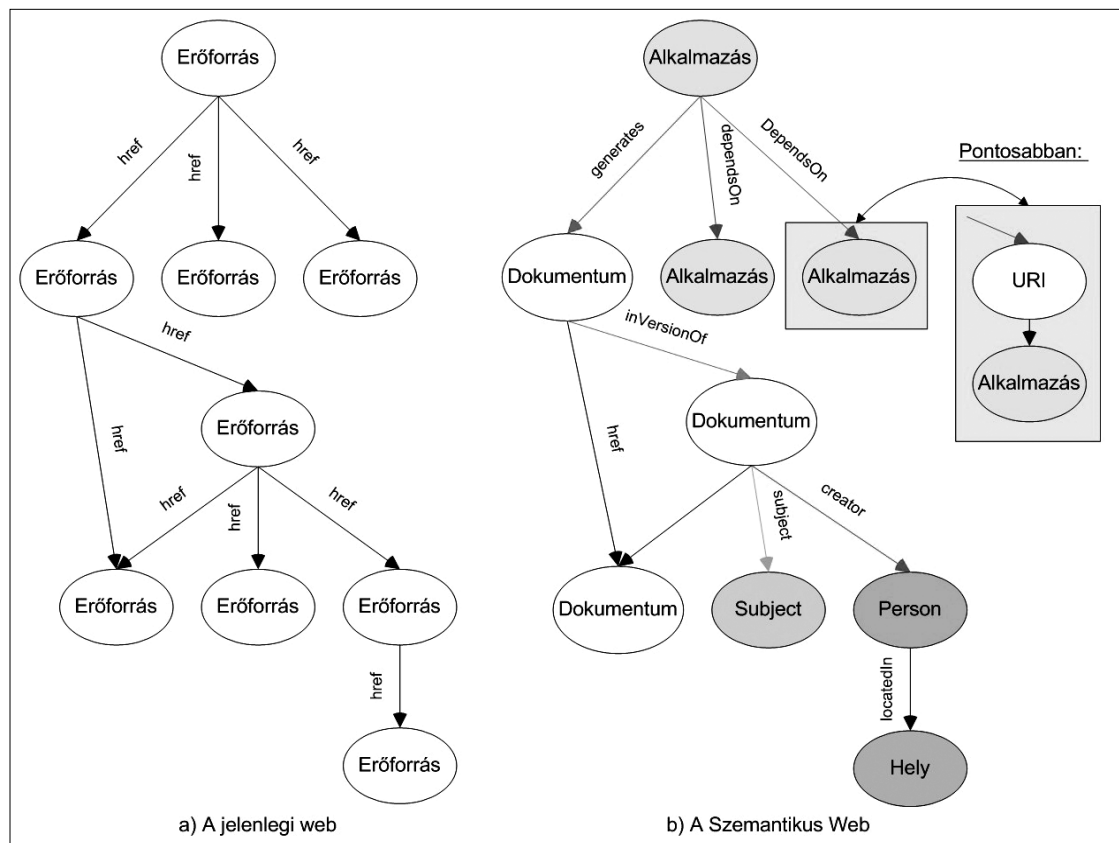 Erőforrás
href
href
href
Erőforrás
Erőforrás
Erőforrás
href
href
Erőforrás
href
href
href
Erőforrás
Erőforrás
Erőforrás
href
Erőforrás
a) A jelenlegi web
Alkalmazás
generates
dependsOn
DependsOn
Pontosabban:
Dokumentum
Alkalmazás
Alkalmazás
URI
Alkalmazás
inVersionOf
href
Dokumentum
subject
creator
Dokumentum
Subject
Person
locatedIn
Hely
b) A Szemantikus Web